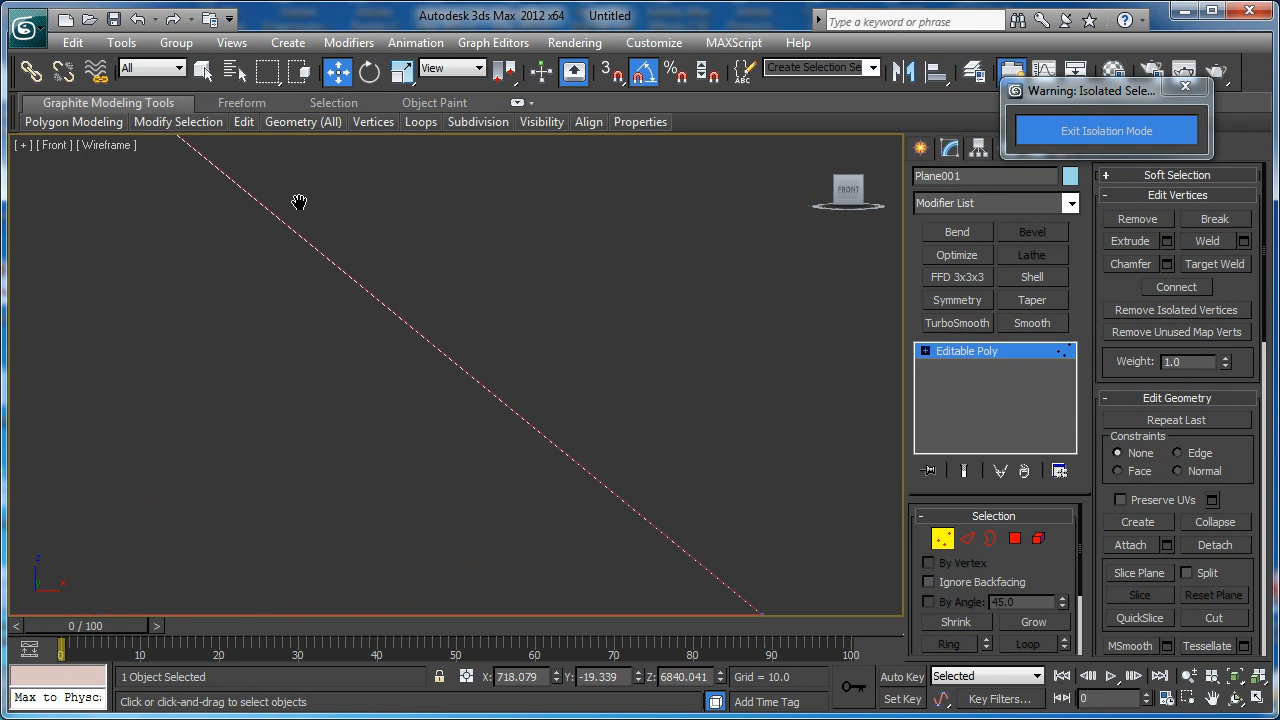 Autodesk 3ds Max 2012 x64 Untitled
Type a keyword or phrase
Edit Tools Group Views Create Modifiers Animation Graph Editors Rendering Customize MAXScript Help
All View 3 Create Selection Se
Warning: Isolated Sele...
Exit Isolation Mode
Graphite Modeling Tools Freeform Selection Object Paint
Polygon Modeling Modify Selection Edit Geometry (All) Vertices Loops Subdivision Visibility Align Properties
[ + ] [ Front ] [ Wireframe ]
FRONT
z
y x
Plane001
Modifier List
Bend Bevel
Optimize Lathe
FFD 3x3x3 Shell
Symmetry Taper
TurboSmooth Smooth
Editable Poly
- Selection
By Vertex
Ignore Backfacing
By Angle: 45.0
Shrink Grow
Ring Loop
+ Soft Selection
- Edit Vertices
Remove Break
Extrude Weld
Chamfer Target Weld
Connect
Remove Isolated Vertices
Remove Unused Map Verts
Weight: 1.0
- Edit Geometry
Repeat Last
Constraints
None Edge
Face Normal
Preserve UVs
Create Collapse
Attach Detach
Slice Plane Split
Slice Reset Plane
QuickSlice Cut
MSmooth Tessellate
< 0 / 100 >
0 10 20 30 40 50 60 70 80 90 100
1 Object Selected X: 718.079 Y: -19.339 Z: 6840.041 Grid = 10.0 Auto Key Selected
Max to Physca Click or click-and-drag to select objects Add Time Tag Set Key Key Filters... 0